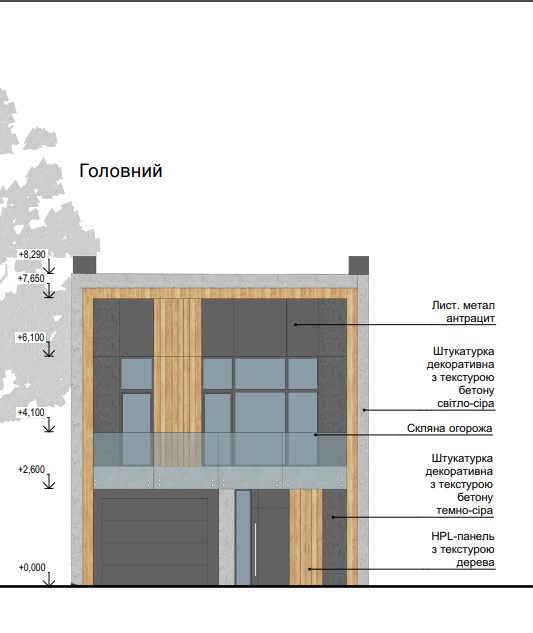 Головний
+8,290
+7,650
+6,100
+4,100
+2,600
+0,000
Лист. метал
антрацит
Штукатурка
декоративна
з текстурою
бетону
світло-сіра
Скляна огорожа
Штукатурка
декоративна
з текстурою
бетону
темно-сіра
HPL-панель
з текстурою
дерева